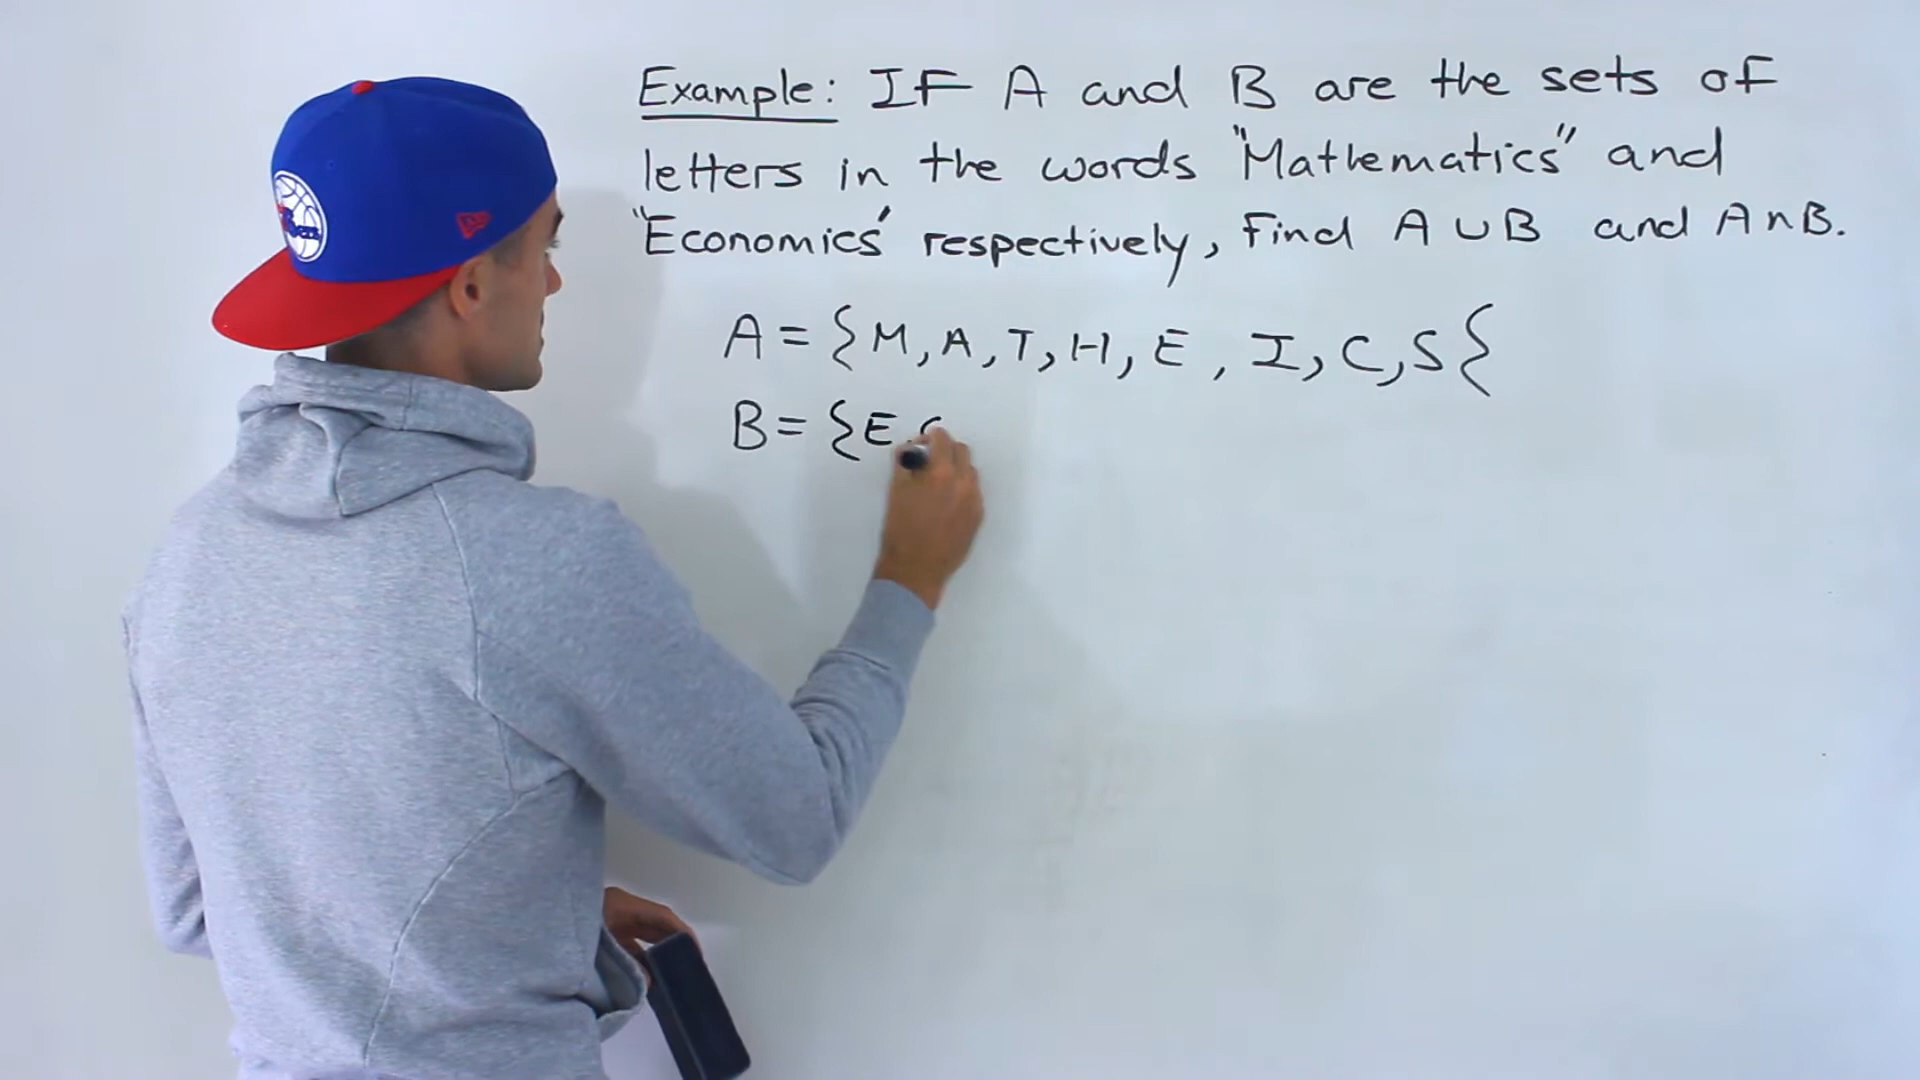 Example: IF A and B are the sets of
letters in the words "Mathematics" and
"Economics" respectively, Find A ∪ B and A ∩ B.
A = {M, A, T, H, E , I, C, S{
B = {E, C